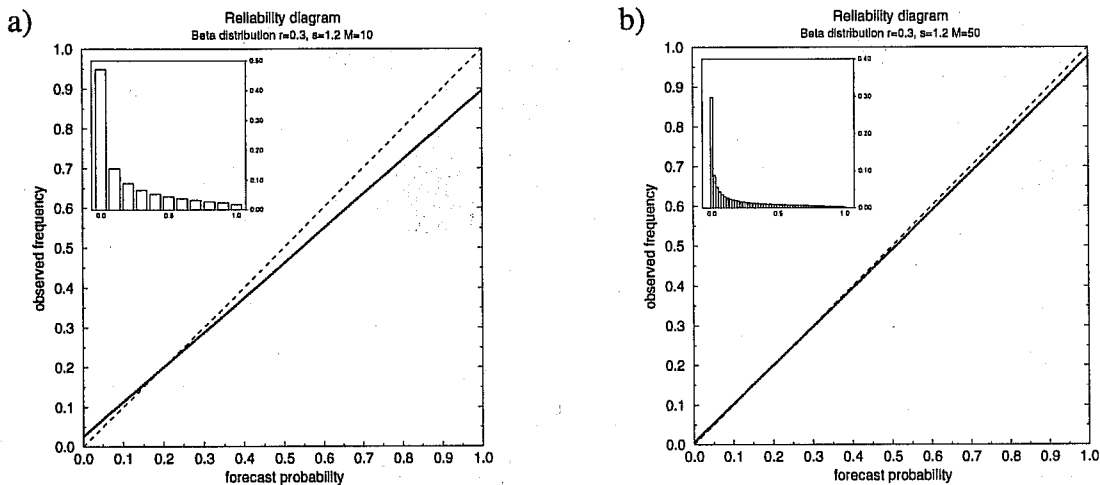 a)
Reliability diagram
Beta distribution r=0.3, s=1.2 M=10
1.0
0.9
0.8
0.7
0.6
0.5
0.4
0.3
0.2
0.1
0.0
observed frequency
0.50
0.40
0.30
0.20
0.10
0.00
0.0 0.5 1.0
0.0 0.1 0.2 0.3 0.4 0.5 0.6 0.7 0.8 0.9 1.0
forecast probability
b)
Reliability diagram
Beta distribution r=0.3, s=1.2 M=50
1.0
0.9
0.8
0.7
0.6
0.5
0.4
0.3
0.2
0.1
0.0
observed frequency
0.40
0.30
0.20
0.10
0.00
0.0 0.5 1.0
0.0 0.1 0.2 0.3 0.4 0.5 0.6 0.7 0.8 0.9 1.0
forecast probability